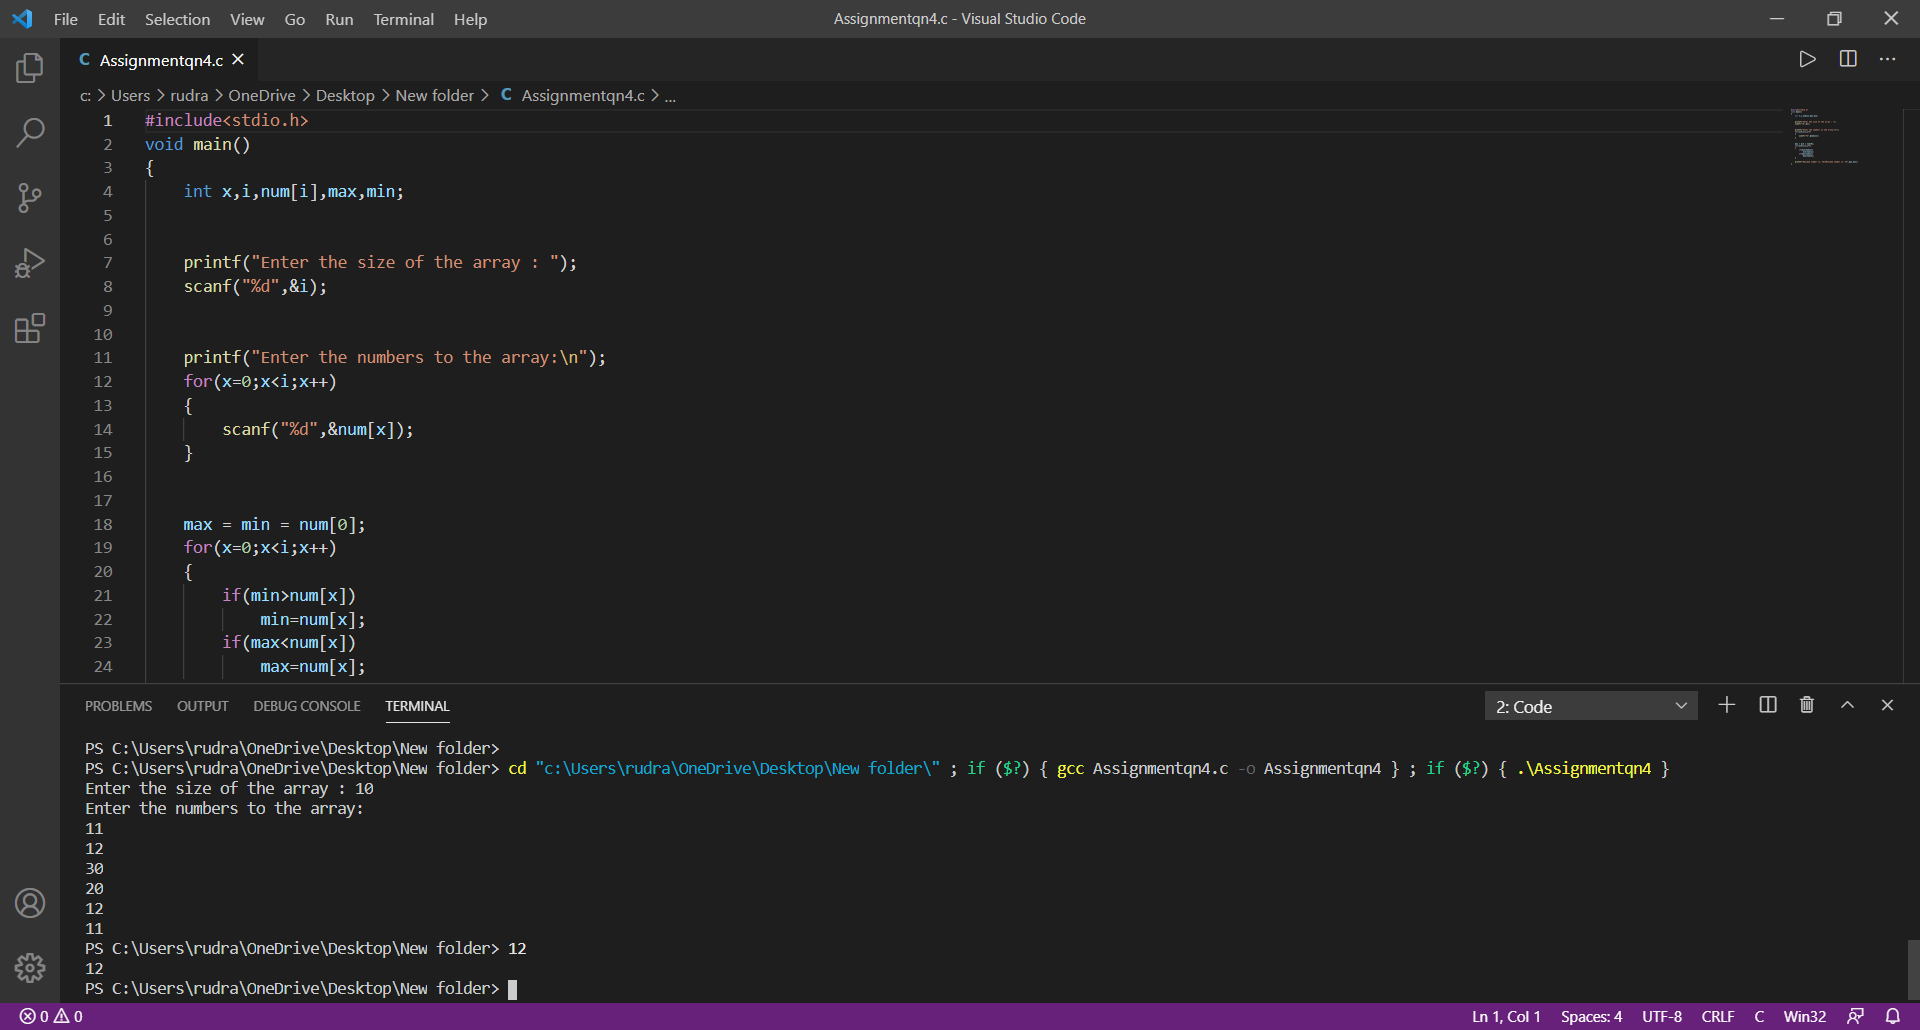 File Edit Selection View Go Run Terminal Help
Assignmentqn4.c - Visual Studio Code
C Assignmentqn4.c
c: > Users > rudra > OneDrive > Desktop > New folder > C Assignmentqn4.c > ...
1 #include<stdio.h>
2 void main()
3 {
4 int x,i,num[i],max,min;
5
6
7 printf("Enter the size of the array : ");
8 scanf("%d",&i);
9
10
11 printf("Enter the numbers to the array:\n");
12 for(x=0;x<i;x++)
13 {
14 scanf("%d",&num[x]);
15 }
16
17
18 max = min = num[0];
19 for(x=0;x<i;x++)
20 {
21 if(min>num[x])
22 min=num[x];
23 if(max<num[x])
24 max=num[x];
PROBLEMS OUTPUT DEBUG CONSOLE TERMINAL
2: Code
PS C:\Users\rudra\OneDrive\Desktop\New folder>
PS C:\Users\rudra\OneDrive\Desktop\New folder> cd "c:\Users\rudra\OneDrive\Desktop\New folder\" ; if ($?) { gcc Assignmentqn4.c -o Assignmentqn4 } ; if ($?) { .\Assignmentqn4 }
Enter the size of the array : 10
Enter the numbers to the array:
11
12
30
20
12
11
PS C:\Users\rudra\OneDrive\Desktop\New folder> 12
12
PS C:\Users\rudra\OneDrive\Desktop\New folder>
0 0
Ln 1, Col 1 Spaces: 4 UTF-8 CRLF C Win32